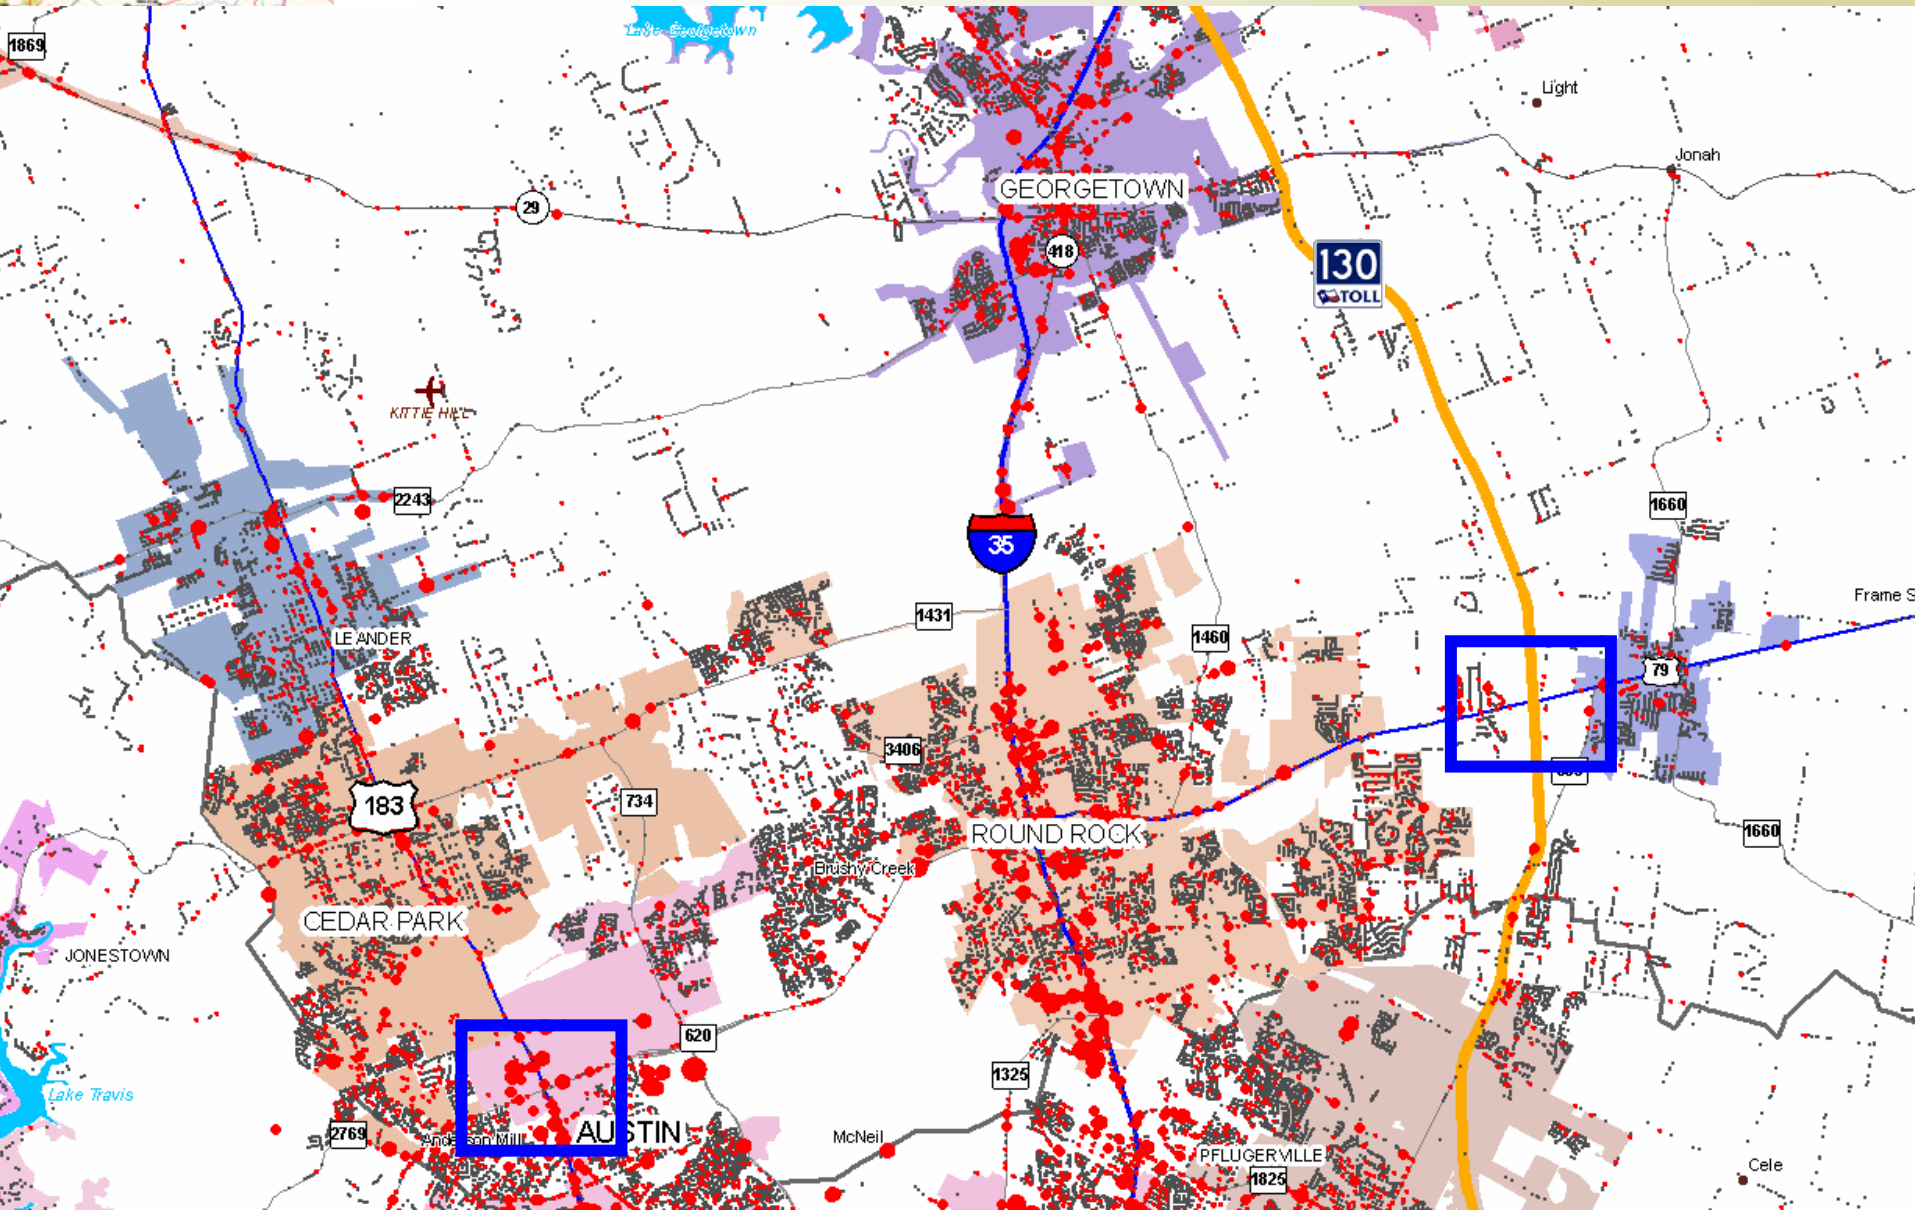 1869
Lake Georgetown
Light
Jonah
GEORGETOWN
29
418
130
TOLL
KITTIE HILL
2243
1660
35
Frame S
1431
LEANDER
1460
79
3406
183
734
ROUND ROCK
1660
Brushy Creek
CEDAR PARK
JONESTOWN
620
1325
Lake Travis
2769
Anderson Mill
AUSTIN
McNeil
PFLUGERVILLE
1825
Cele